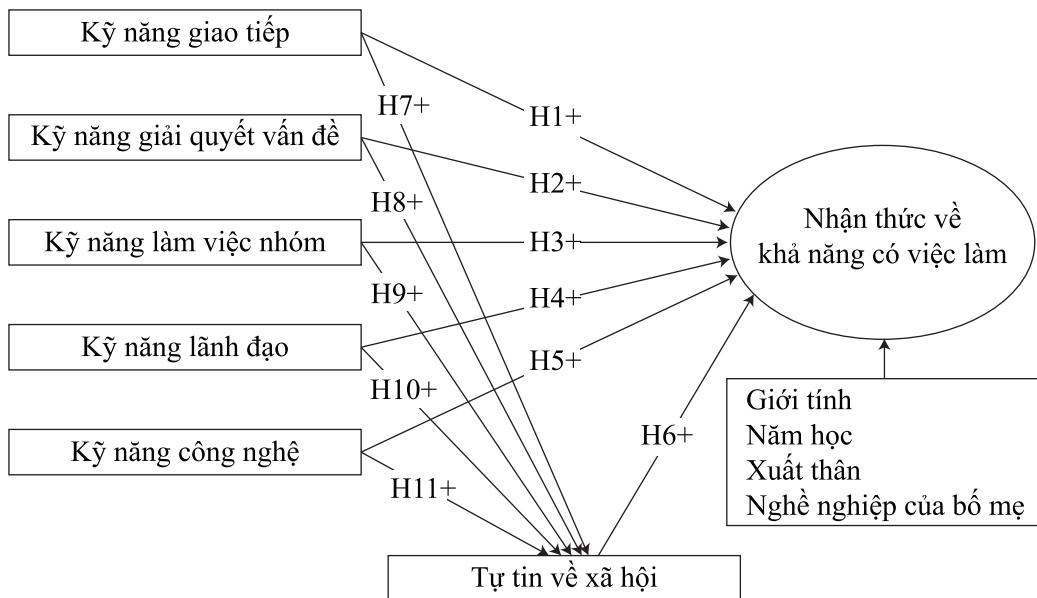 Kỹ năng giao tiếp
H7+
H1+
Kỹ năng giải quyết vấn đề
H2+
H8+
Kỹ năng làm việc nhóm
H3+
Nhận thức về
khả năng có việc làm
H9+
H4+
Kỹ năng lãnh đạo
H5+
H10+
Giới tính
Năm học
Xuất thân
Nghề nghiệp của bố mẹ
H6+
Kỹ năng công nghệ
H11+
Tự tin về xã hội